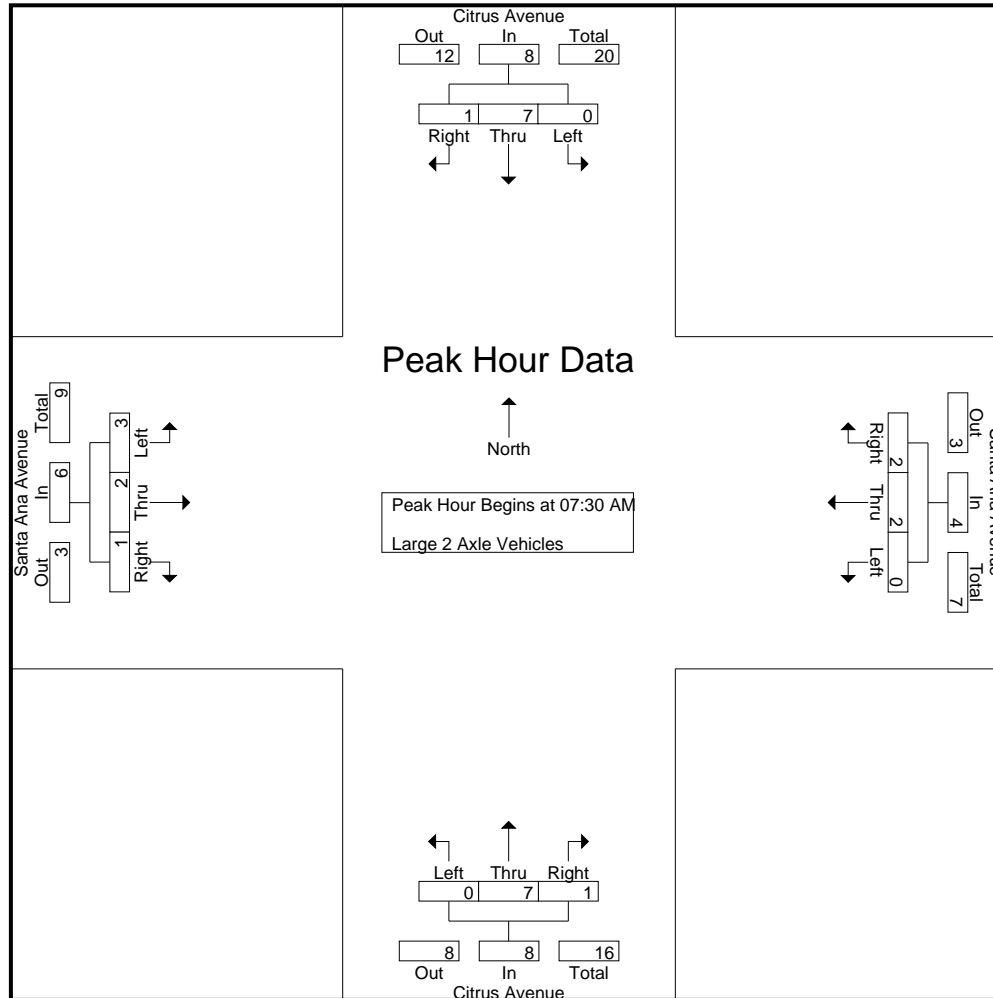 Citrus Avenue
Out In Total
12 8 20
1 7 0
Right Thru Left
Peak Hour Data
North
Peak Hour Begins at 07:30 AM
Large 2 Axle Vehicles
Santa Ana Avenue
Total In Out
9 6 3
3 2 1
Left Thru Right
Right Thru Left
2 2 0
3 4 7
Out In Total
Santa Ana Avenue
Left Thru Right
0 7 1
8 8 16
Out In Total
Citrus Avenue